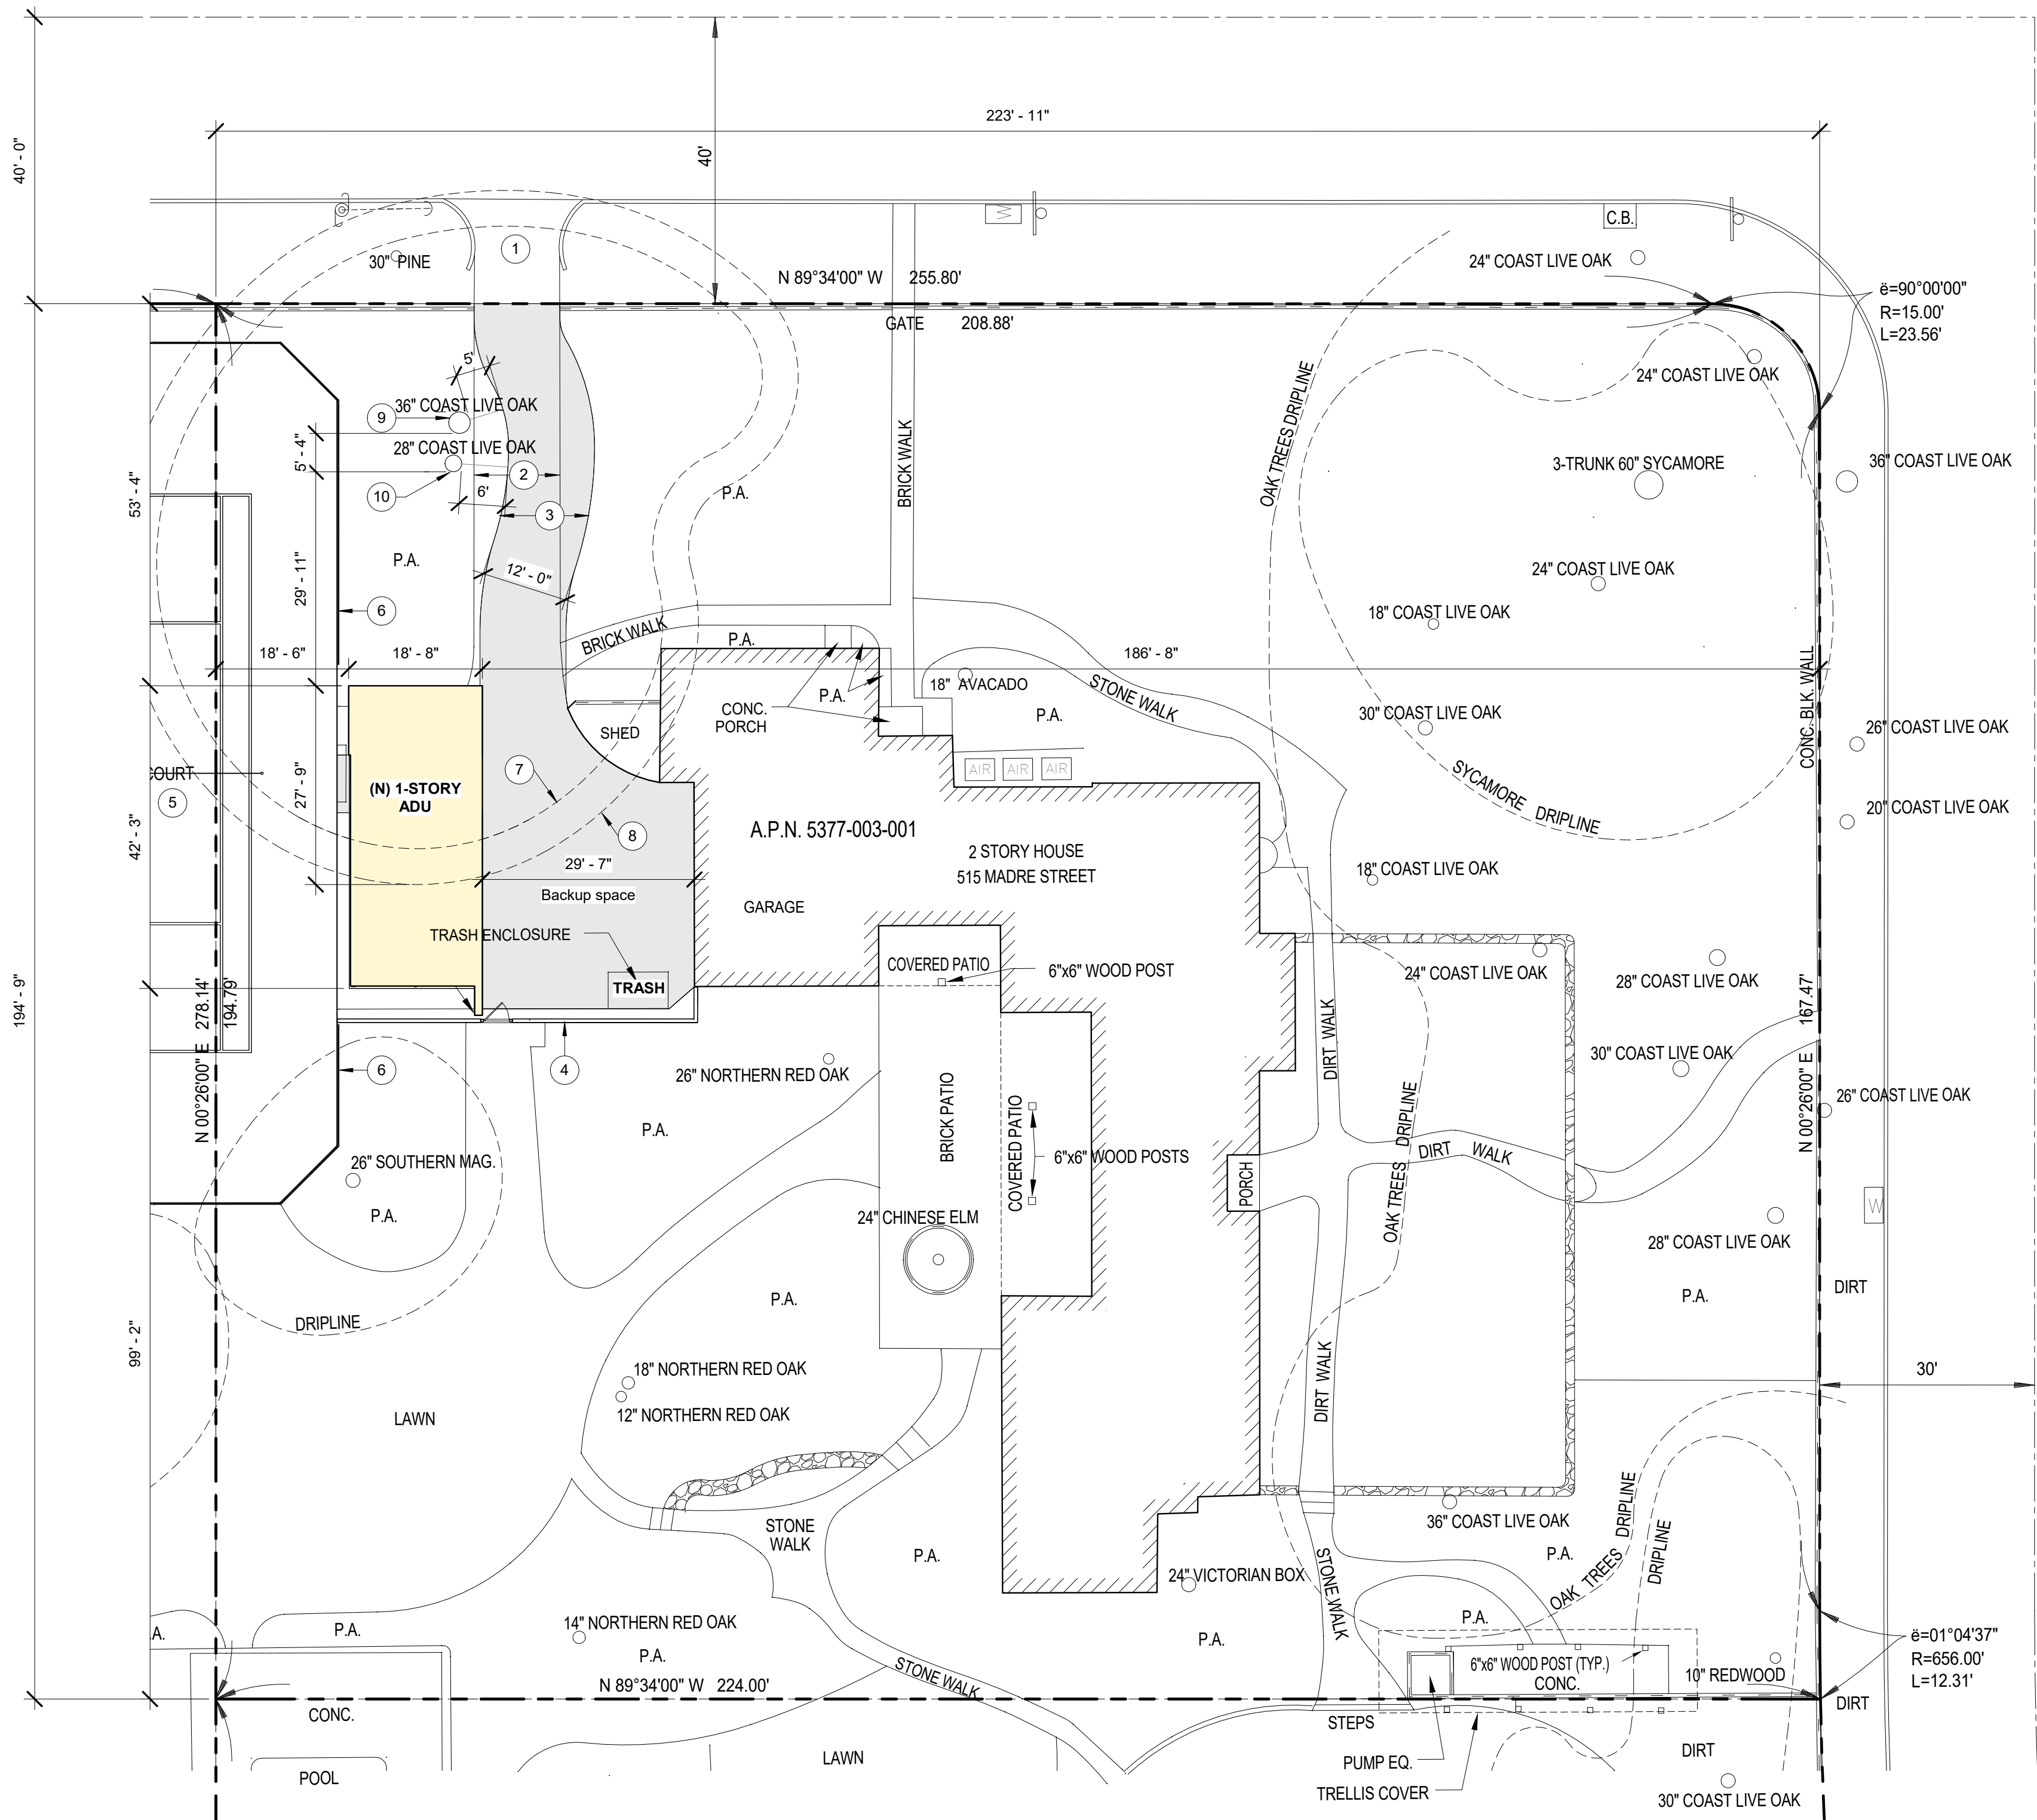 223' - 11"
40' - 0"
40'
C.B.
W
1
30" PINE
24" COAST LIVE OAK
N 89°34'00" W 255.80'
ë=90°00'00"
R=15.00'
L=23.56'
GATE 208.88'
5'
24" COAST LIVE OAK
9
36" COAST LIVE OAK
5' - 4"
28" COAST LIVE OAK
OAK TREES DRIPLINE
BRICK WALK
3-TRUNK 60" SYCAMORE
36" COAST LIVE OAK
53' - 4"
2
10
6'
P.A.
3
29' - 11"
P.A.
12' - 0"
24" COAST LIVE OAK
6
18" COAST LIVE OAK
BRICK WALK
P.A.
18' - 6"
18' - 8"
186' - 8"
CONC. BLK. WALL
18" AVACADO
STONE WALK
P.A.
CONC.
PORCH
P.A.
30" COAST LIVE OAK
26" COAST LIVE OAK
SHED
COURT
7
AIR
AIR
AIR
SYCAMORE DRIPLINE
(N) 1-STORY
ADU
27' - 9"
5
20" COAST LIVE OAK
8
A.P.N. 5377-003-001
42' - 3"
2 STORY HOUSE
515 MADRE STREET
29' - 7"
18" COAST LIVE OAK
Backup space
GARAGE
TRASH ENCLOSURE
COVERED PATIO
6"x6" WOOD POST
24" COAST LIVE OAK
28" COAST LIVE OAK
TRASH
194' - 9"
N 00°26'00" E 278.14'
194.79'
DIRT WALK
N 00°26'00" E 167.47'
6
4
26" NORTHERN RED OAK
30" COAST LIVE OAK
26" COAST LIVE OAK
BRICK PATIO
COVERED PATIO
P.A.
6"x6" WOOD POSTS
OAK TREES DRIPLINE
DIRT WALK
26" SOUTHERN MAG.
PORCH
P.A.
24" CHINESE ELM
W
28" COAST LIVE OAK
DIRT
P.A.
P.A.
DRIPLINE
99' - 2"
18" NORTHERN RED OAK
DIRT WALK
30'
12" NORTHERN RED OAK
LAWN
STONE
WALK
36" COAST LIVE OAK
OAK TREES DRIPLINE
DRIPLINE
P.A.
P.A.
24" VICTORIAN BOX
STONE WALK
14" NORTHERN RED OAK
P.A.
A.
P.A.
P.A.
P.A.
ë=01°04'37"
R=656.00'
L=12.31'
6"x6" WOOD POST (TYP.)
CONC.
10" REDWOOD
STONE WALK
N 89°34'00" W 224.00'
CONC.
DIRT
STEPS
LAWN
POOL
PUMP EQ.
DIRT
TRELLIS COVER
30" COAST LIVE OAK